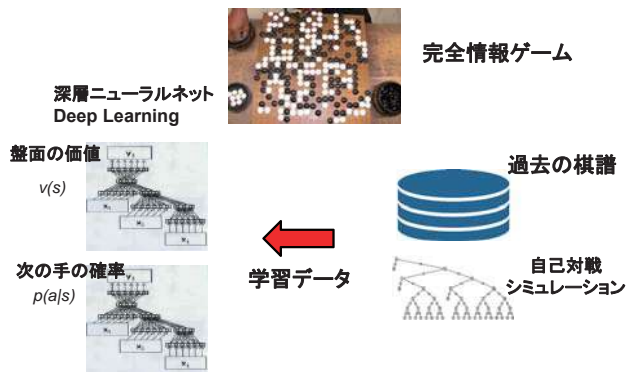 完全情報ゲーム
深層ニューラルネット
Deep Learning
盤面の価値
v(s)
過去の棋譜
学習データ
自己対戦
シミュレーション
次の手の確率
p(a|s)